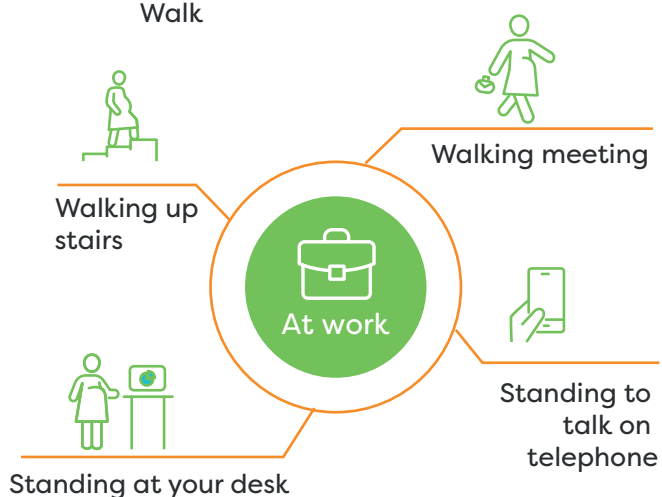 Walk
Walking meeting
Walking up
stairs
At work
Standing to
talk on
telephone
Standing at your desk